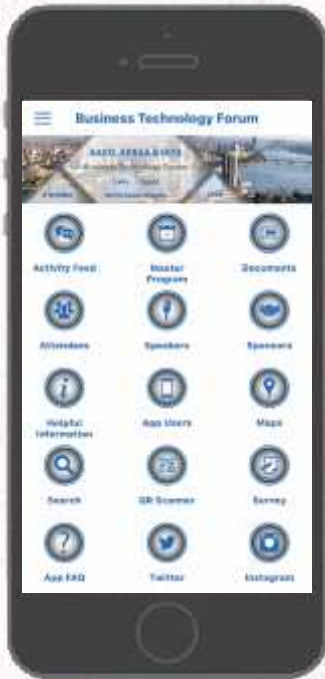 Business Technology Forum
Activity Feed
Master
Program
Documents
Attendees
Speakers
Sponsors
Helpful
Information
App Users
Maps
Search
QR Scanner
Survey
App FAQ
Twitter
Instagram